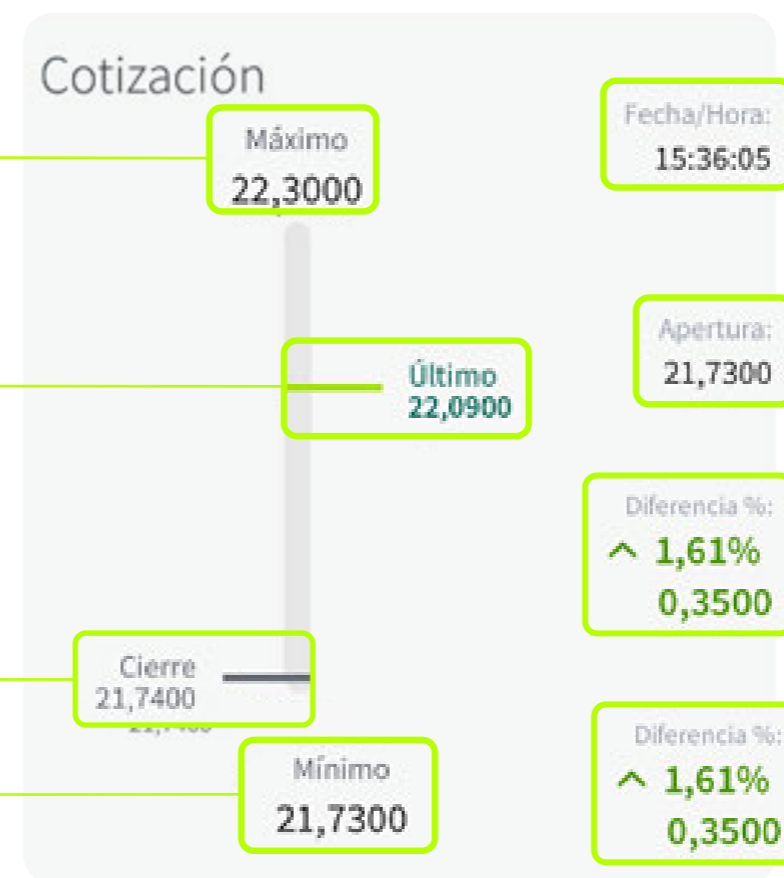 Cotización
Máximo
22,3000
Fecha/Hora:
15:36:05
Último
22,0900
Apertura:
21,7300
Diferencia %:
1,61%
0,3500
Cierre
21,7400
Mínimo
21,7300
Diferencia %:
1,61%
0,3500